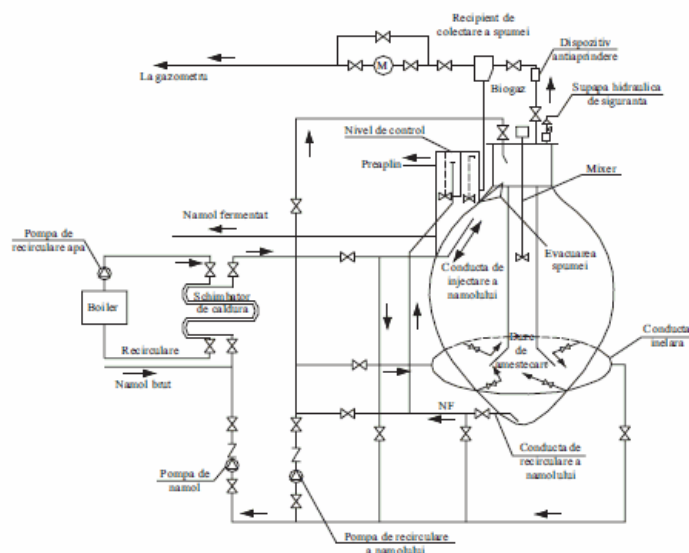 Recipient de
colectare a spumei
Dispozitiv
antiaprindere
M
La gazometru
Biogaz
Supapa hidraulica
de siguranta
Nivel de control
Preaplin
Mixer
Namol fermentat
Pompa de
recirculare apa
Evacuarea
spumei
Conducta de
injectare a
namolului
Boiler
Schimbator
de caldura
Conducta
inelara
Duze
de
amestecare
Recirculare
Namol brut
NF
Conducta de
recirculare a
namolului
Pompa de
namol
Pompa de recirculare
a namolului